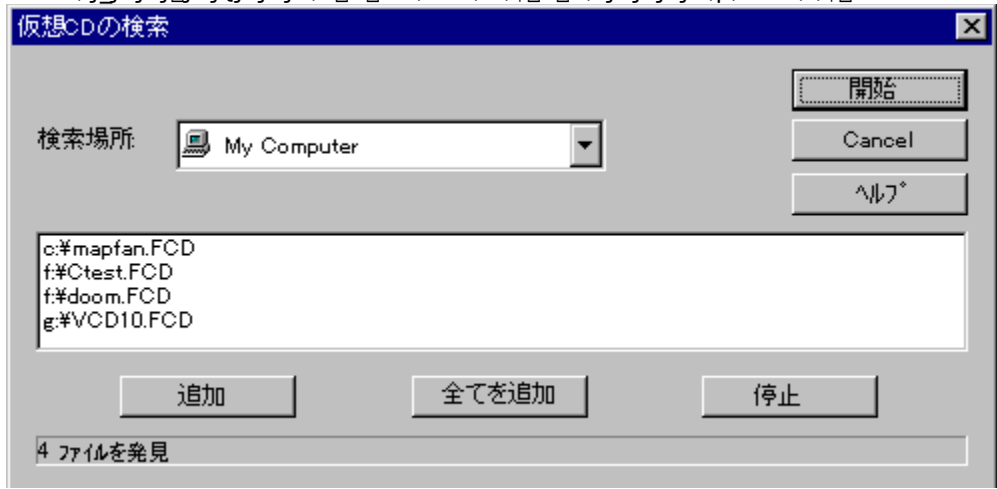 仮想CDの検索
開始
検索場所:
My Computer
Cancel
ヘルプ
c:¥mapfan.FCD
f:¥Ctest.FCD
f:¥doom.FCD
g:¥VCD10.FCD
追加
全てを追加
停止
4 ファイルを発見